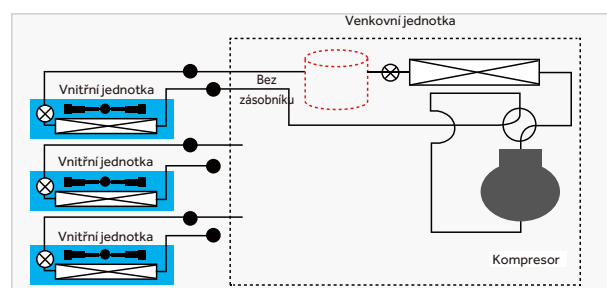 Venkovní jednotka
Bez
zásobníku
Vnitřní jednotka
Vnitřní jednotka
Vnitřní jednotka
Kompresor